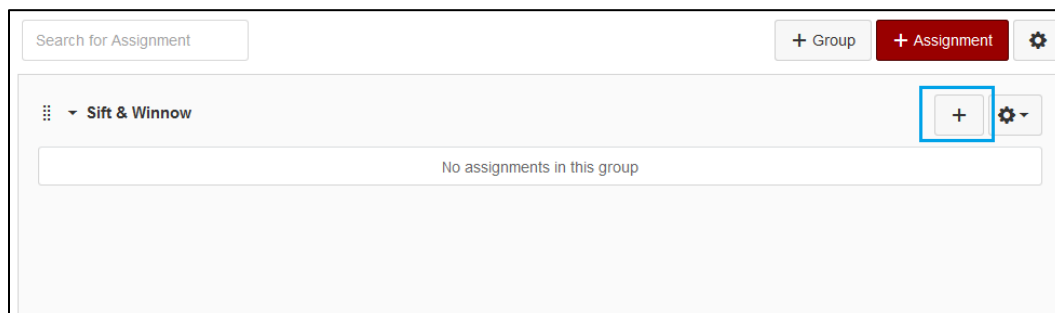 Search for Assignment
+ Group
+ Assignment
Sift & Winnow
+
No assignments in this group